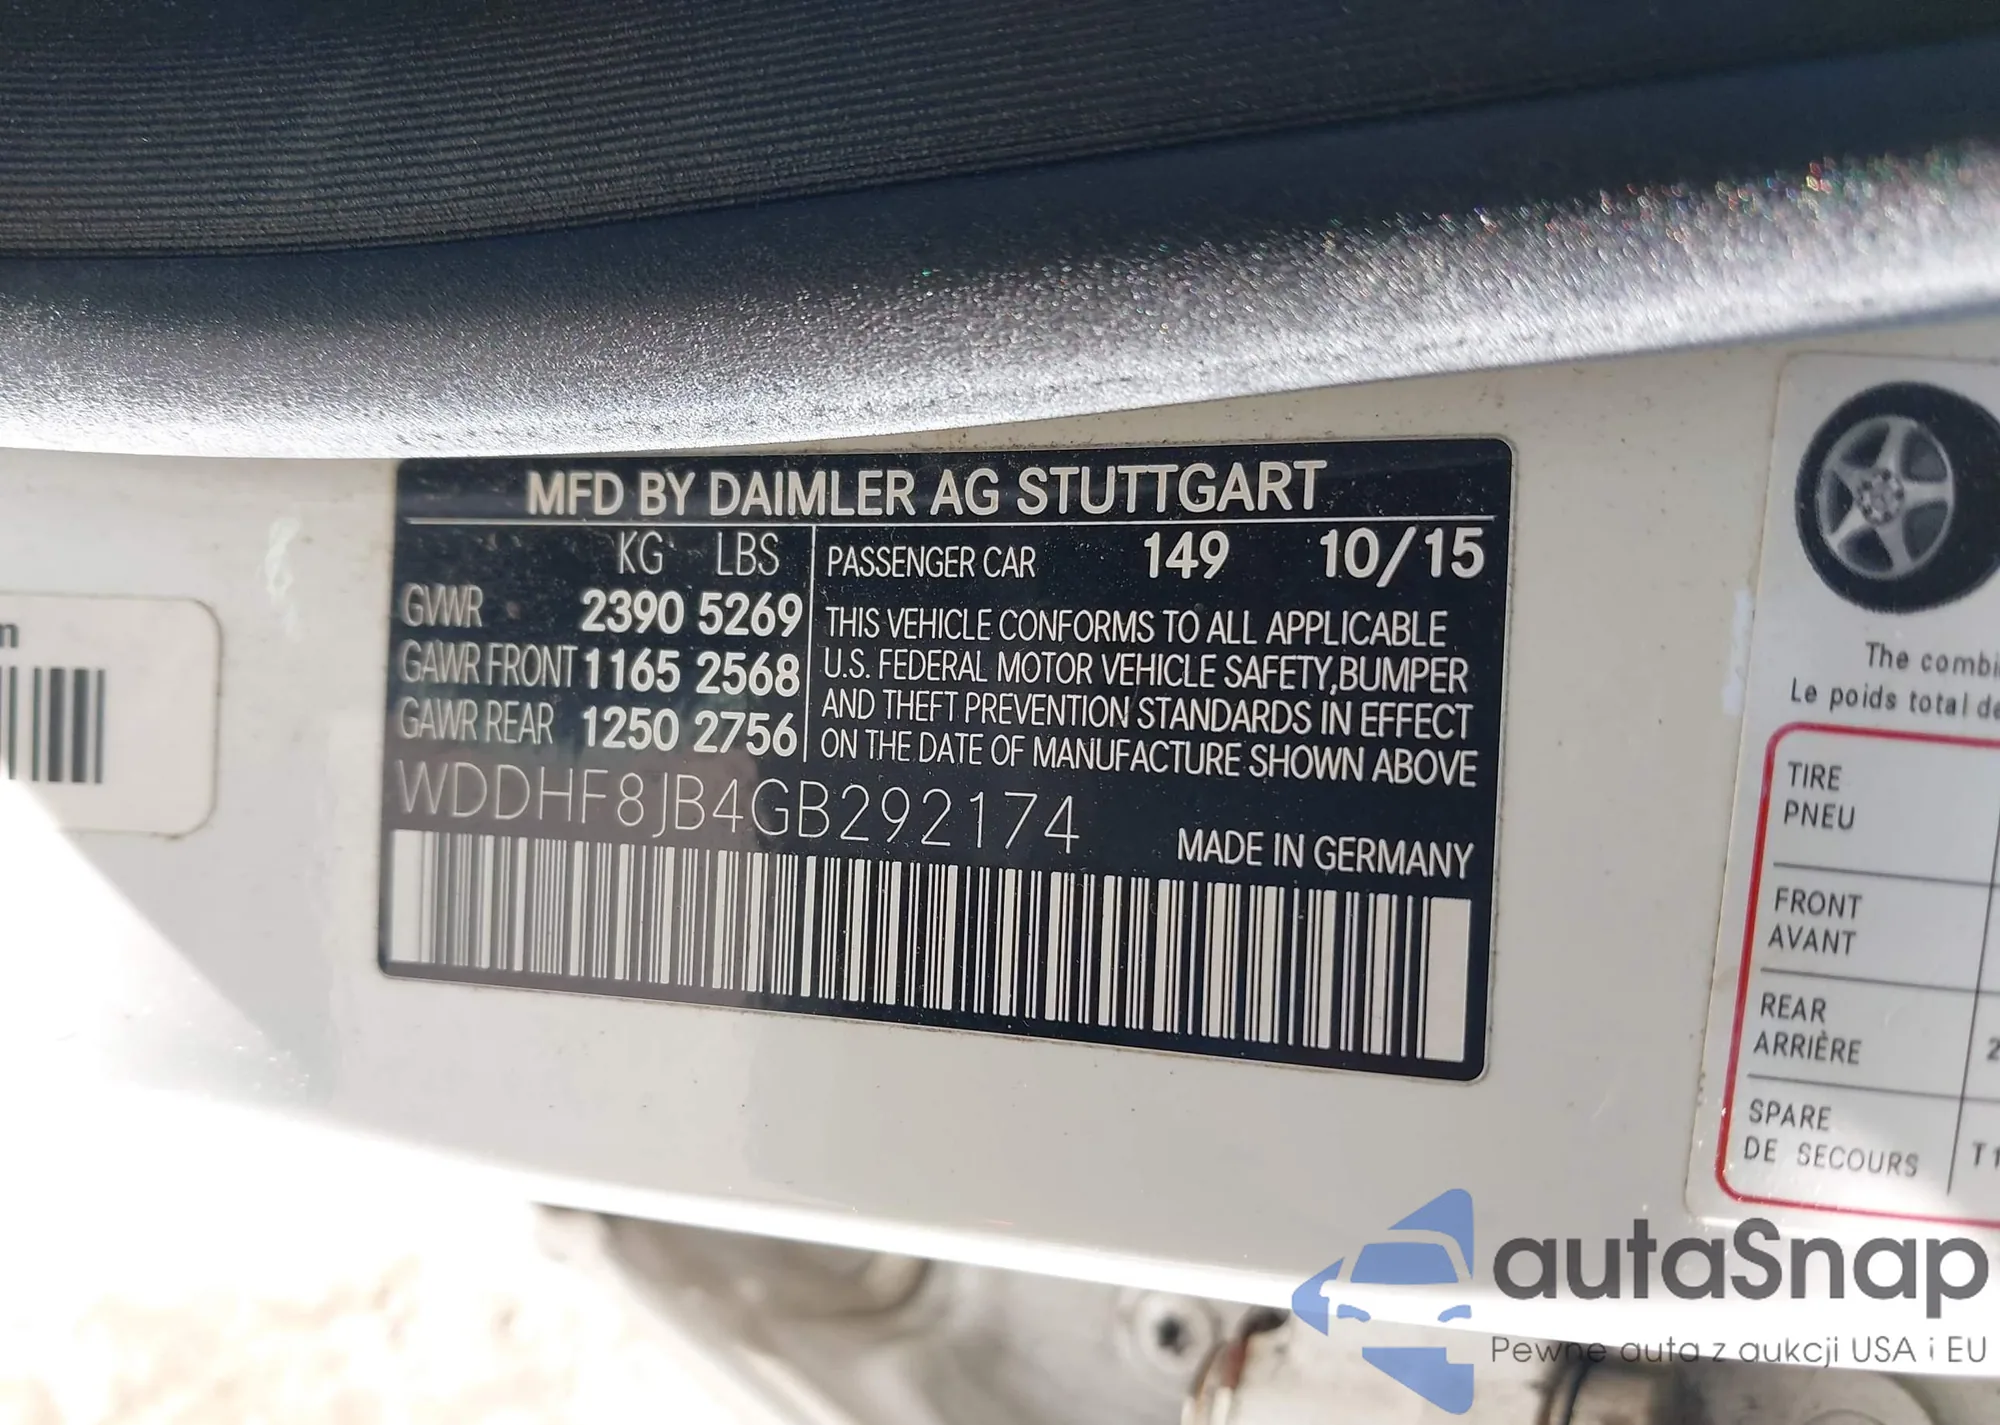 MFD BY DAIMLER AG STUTTGART
KG LBS
GVWR 2390 5269
GAWR FRONT 1165 2568
GAWR REAR 1250 2756
PASSENGER CAR 149 10/15
THIS VEHICLE CONFORMS TO ALL APPLICABLE
U.S. FEDERAL MOTOR VEHICLE SAFETY,BUMPER
AND THEFT PREVENTION STANDARDS IN EFFECT
ON THE DATE OF MANUFACTURE SHOWN ABOVE
WDDHF8JB4GB292174
MADE IN GERMANY
The combi
Le poids total de
TIRE
PNEU
FRONT
AVANT
REAR
ARRIÈRE
2
SPARE
DE SECOURS
T1
autaSnap
Pewne auta z aukcji USA i EU